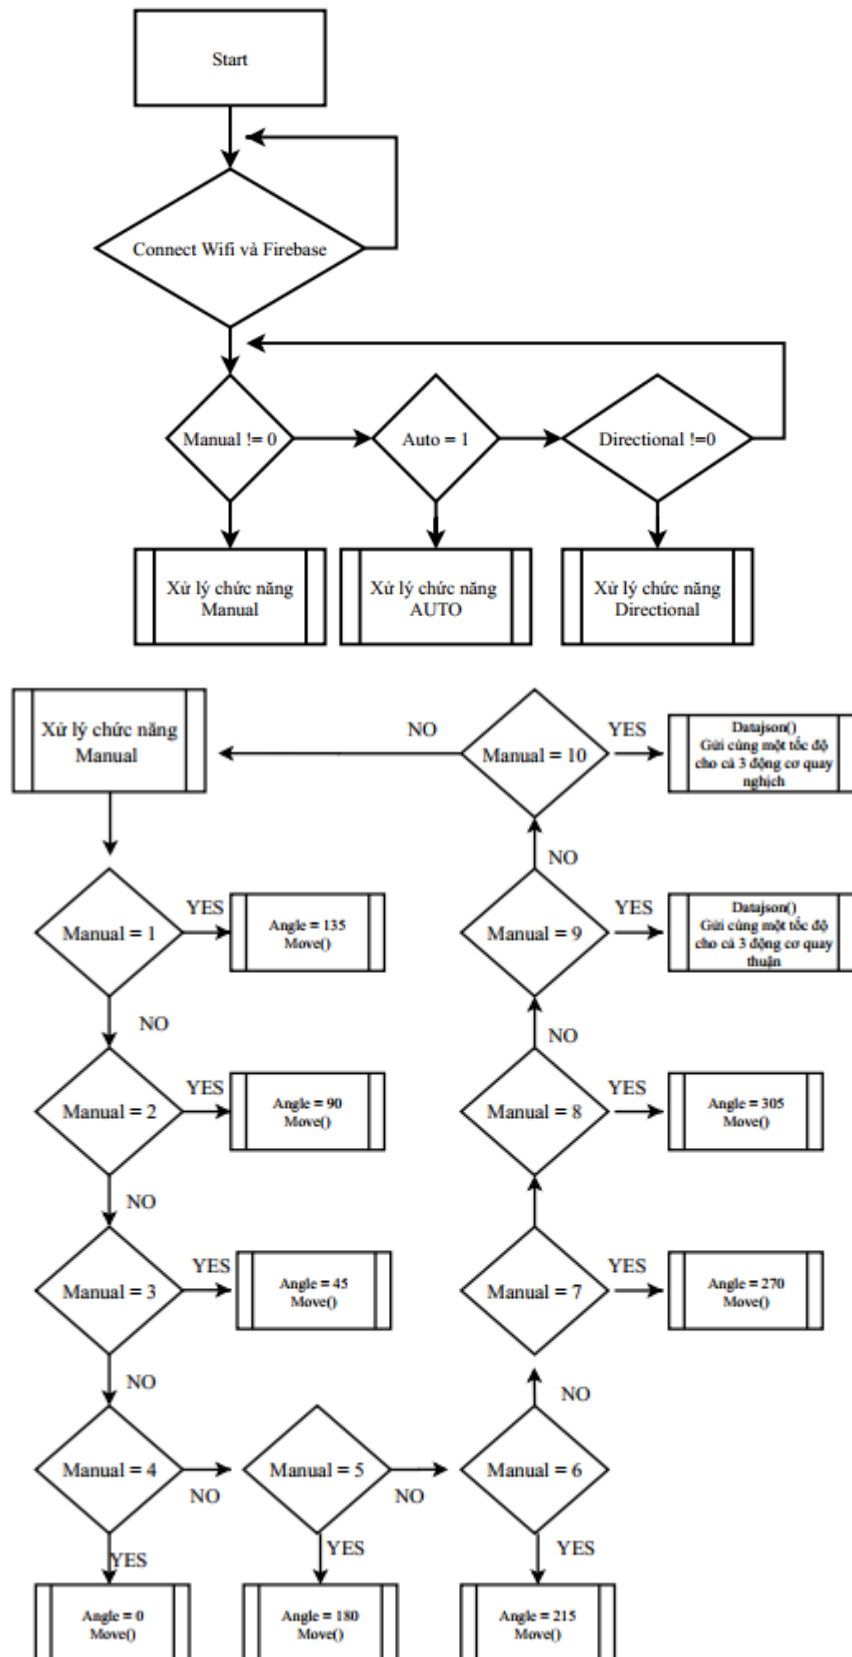 Start
Connect Wifi và Firebase
Manual != 0
Auto = 1
Directional !=0
Xử lý chức năng
Manual
Xử lý chức năng
AUTO
Xử lý chức năng
Directional
Xử lý chức năng
Manual
NO
Manual = 10
YES
Datajson()
Gửi cùng một tốc độ
cho cả 3 động cơ quay
nghịch
NO
Manual = 1
YES
Angle = 135
Move()
Manual = 9
YES
Datajson()
Gửi cùng một tốc độ
cho cả 3 động cơ quay
thuận
NO
NO
Manual = 2
YES
Angle = 90
Move()
Manual = 8
YES
Angle = 305
Move()
NO
Manual = 3
YES
Angle = 45
Move()
Manual = 7
YES
Angle = 270
Move()
NO
NO
Manual = 4
NO
Manual = 5
NO
Manual = 6
YES
YES
YES
Angle = 0
Move()
Angle = 180
Move()
Angle = 215
Move()